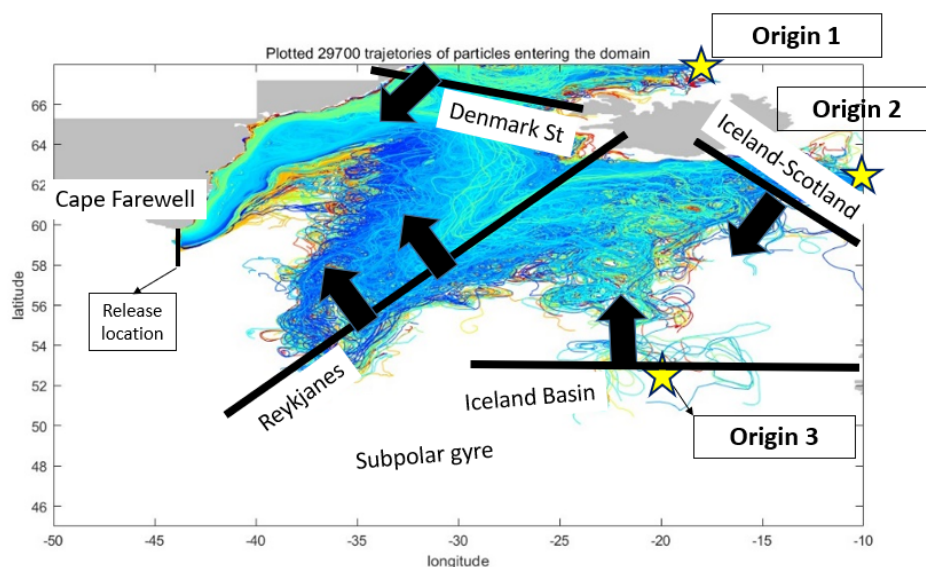 Plotted 29700 trajectories of particles entering the domain
Origin 1
Origin 2
Denmark St
Iceland-Scotland
Cape Farewell
Release
location
Reykjanes
Iceland Basin
Origin 3
Subpolar gyre
latitude
66
64
62
60
58
56
54
52
50
48
46
-50
-45
-40
-35
-30
-25
-20
-15
-10
longitude